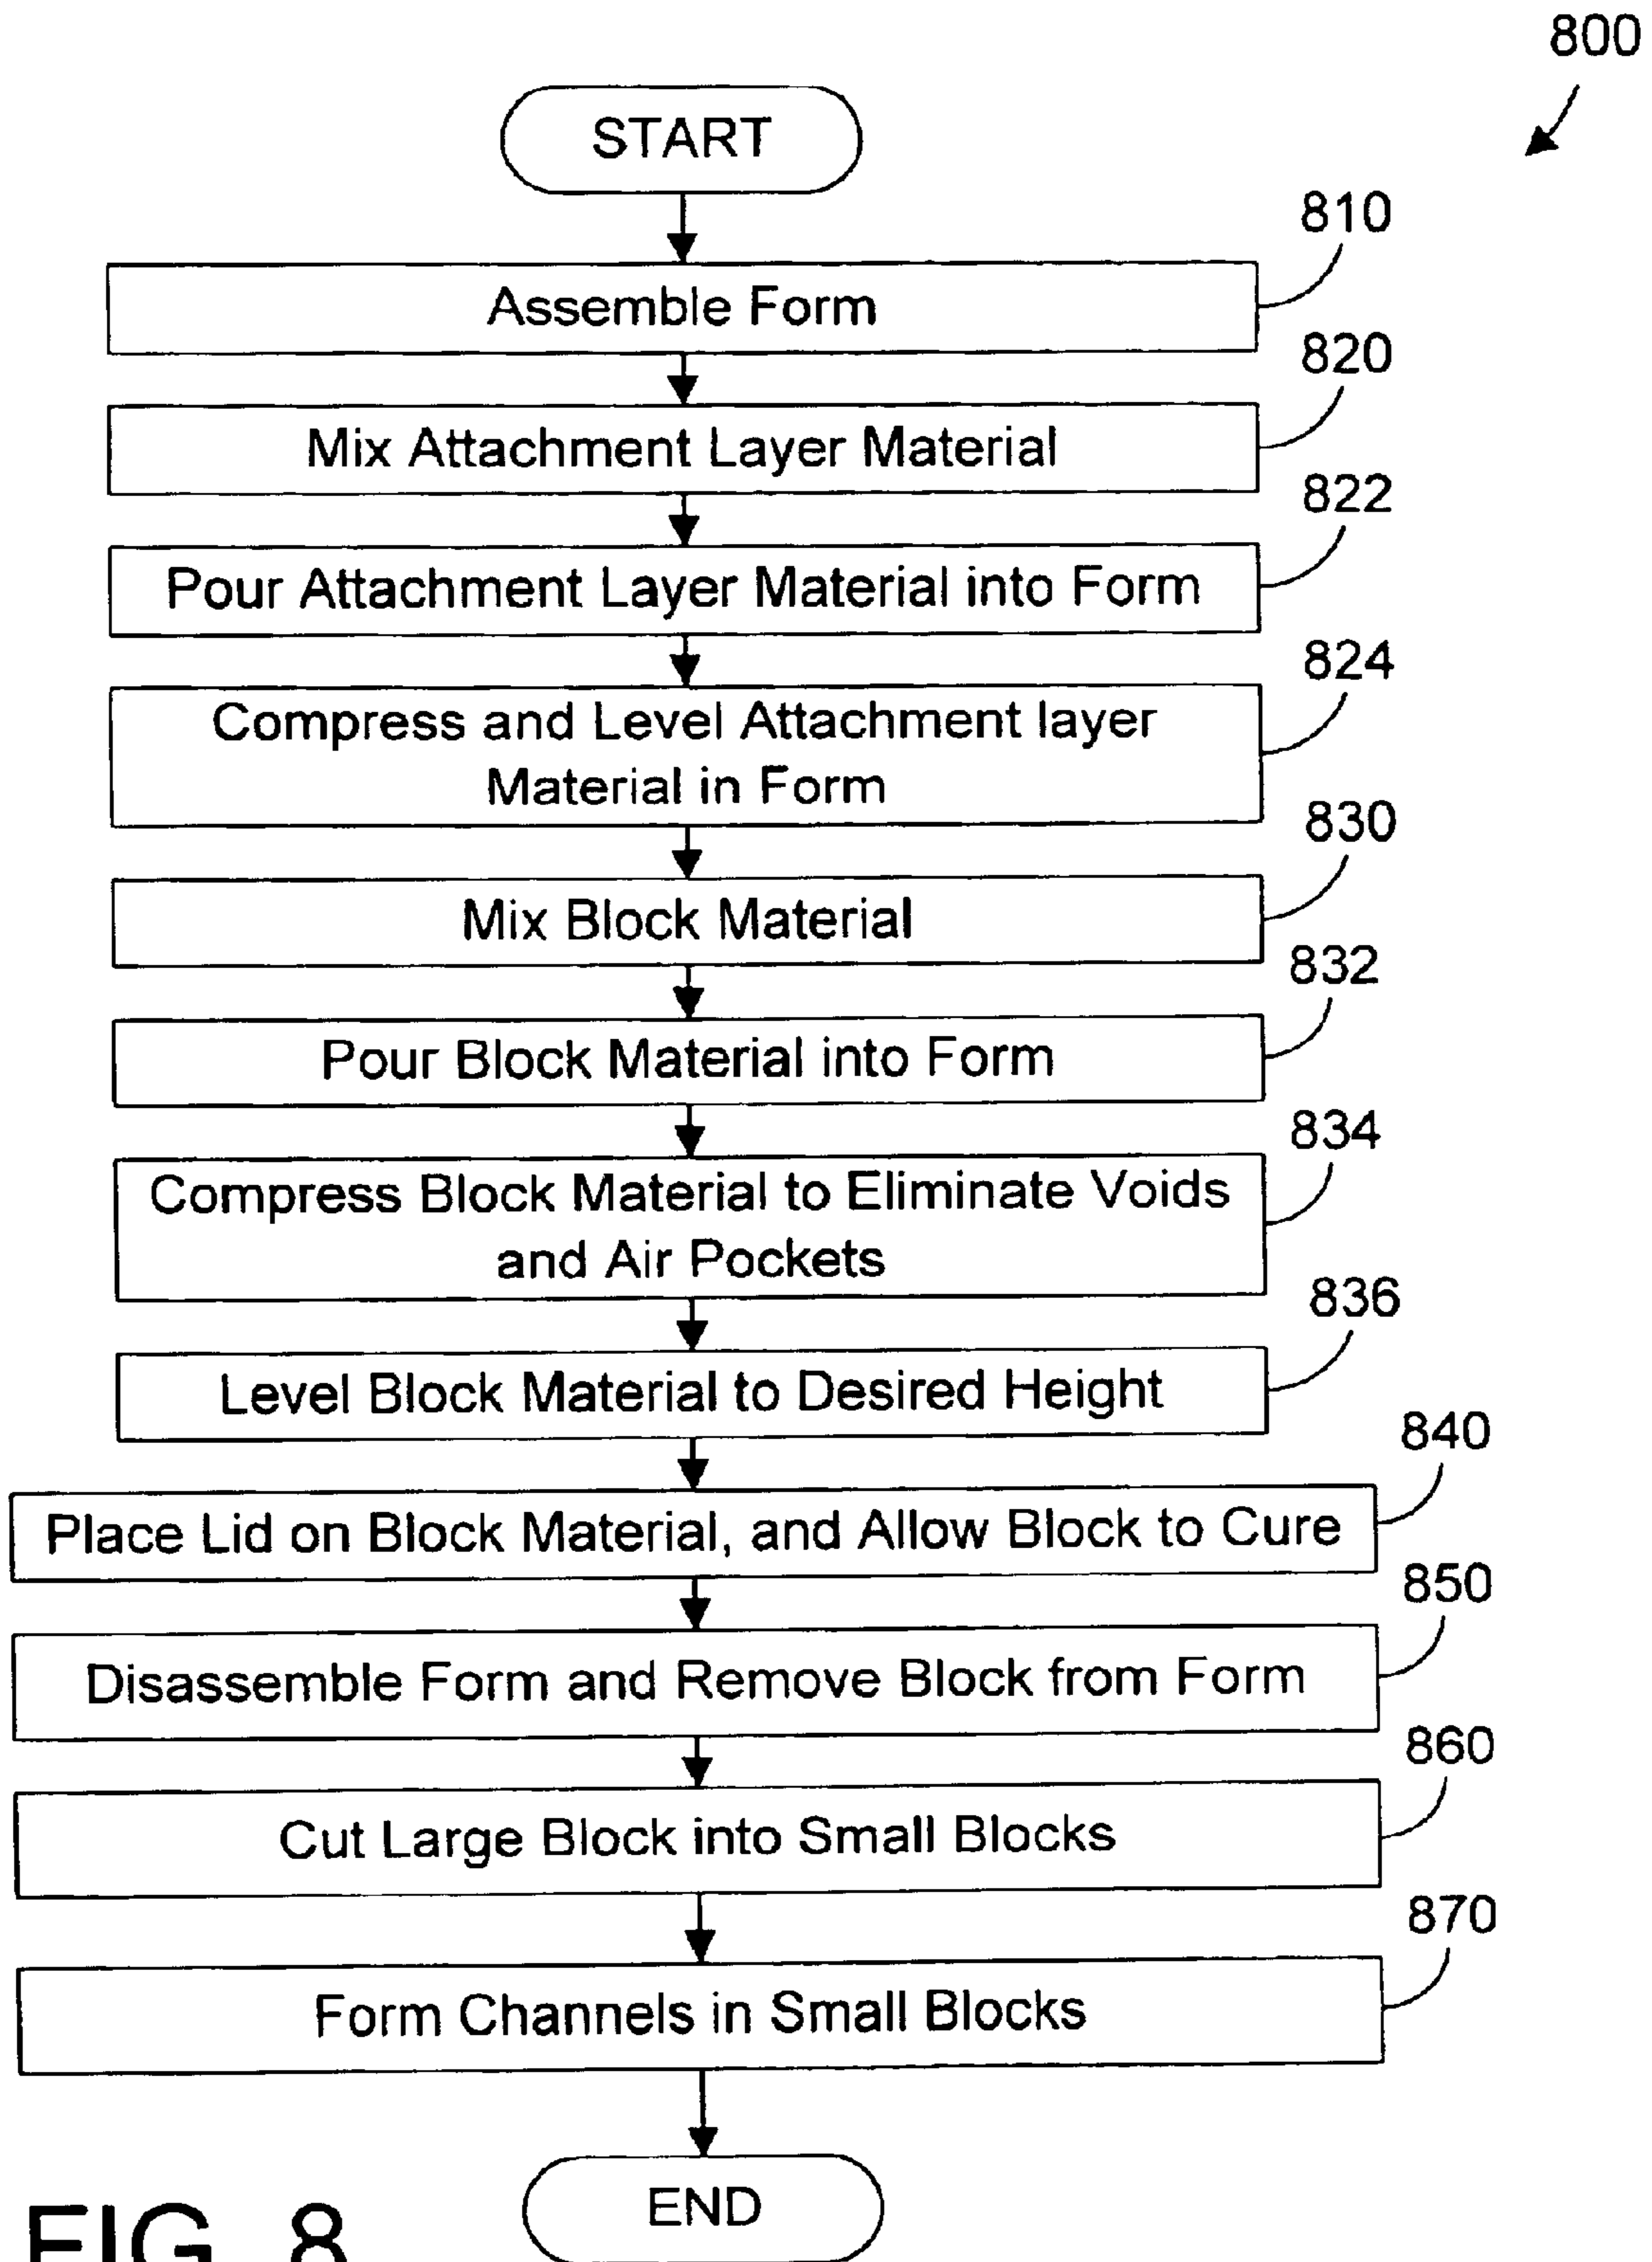 800
START
810
Assemble Form
820
Mix Attachment Layer Material
822
Pour Attachment Layer Material into Form
824
Compress and Level Attachment layer
Material in Form
830
Mix Block Material
832
Pour Block Material into Form
834
Compress Block Material to Eliminate Voids
and Air Pockets
836
Level Block Material to Desired Height
840
Place Lid on Block Material, and Allow Block to Cure
850
Disassemble Form and Remove Block from Form
860
Cut Large Block into Small Blocks
870
Form Channels in Small Blocks
END
FIG. 8